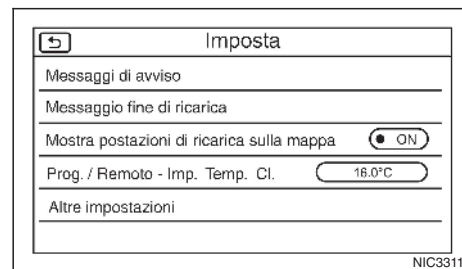 Imposta
Messaggi di avviso
Messaggio fine di ricarica
Mostra postazioni di ricarica sulla mappa ON
Prog. / Remoto - Imp. Temp. Cl. 16.0°C
Altre impostazioni
NIC3311